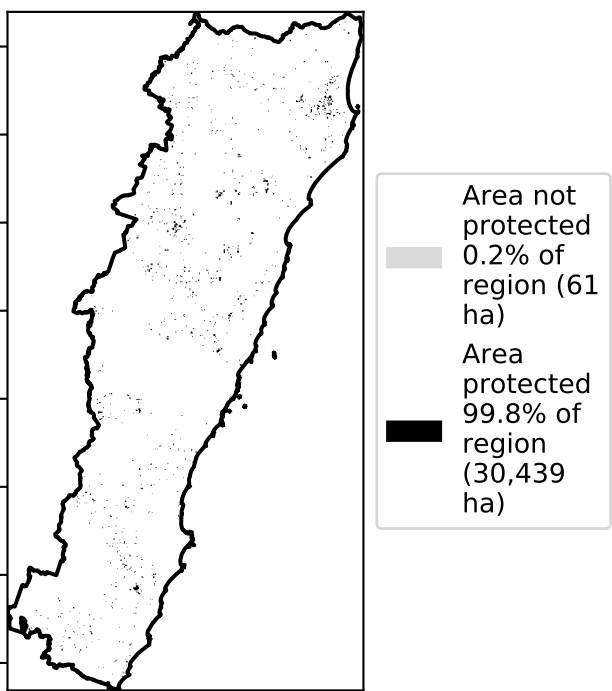 Area not
protected
0.2% of
region (61
ha)
Area
protected
99.8% of
region
(30,439
ha)